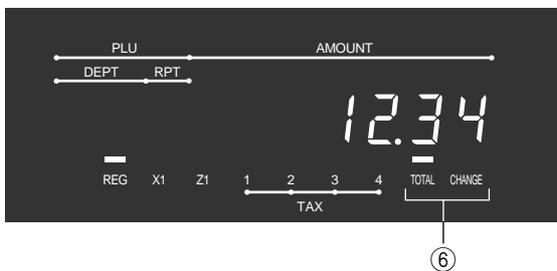 PLU AMOUNT
DEPT RPT
12.34
REG X1 Z1 1 2 3 4 TOTAL CHANGE
TAX
⑥